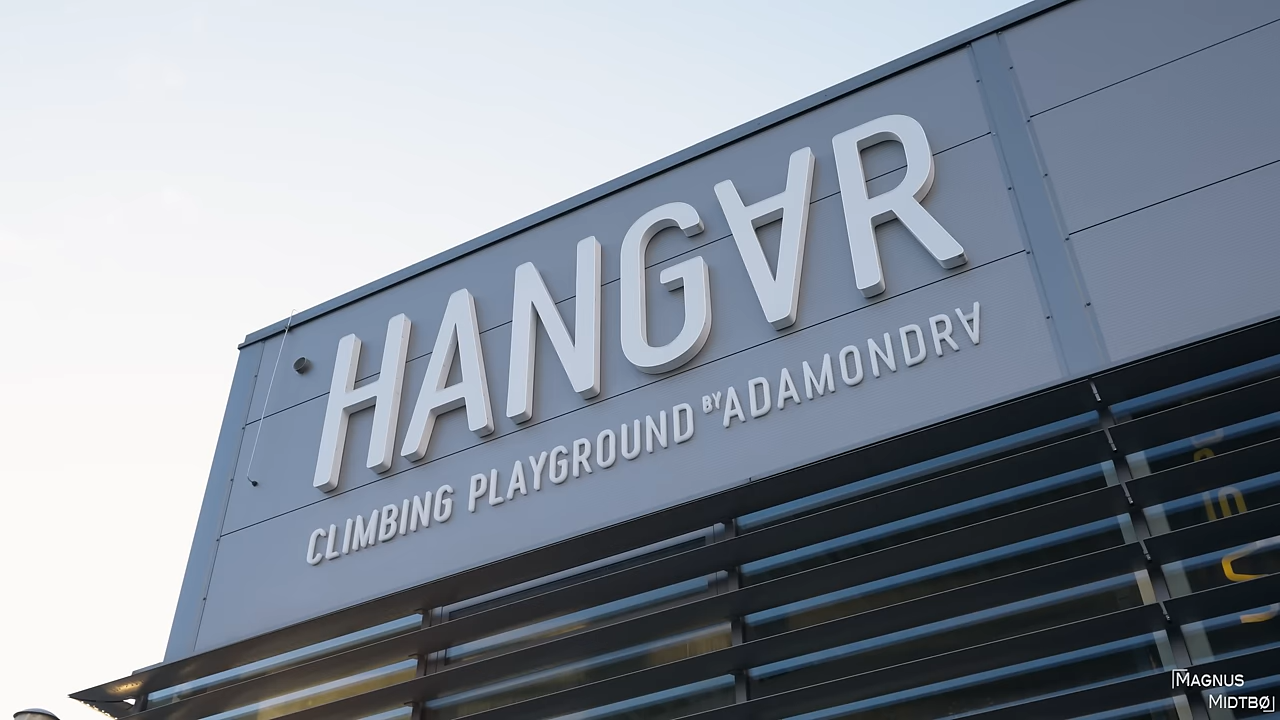 HANGAR
CLIMBING PLAYGROUND BY ADAMONDRA
MAGNUS
MIDTBØ